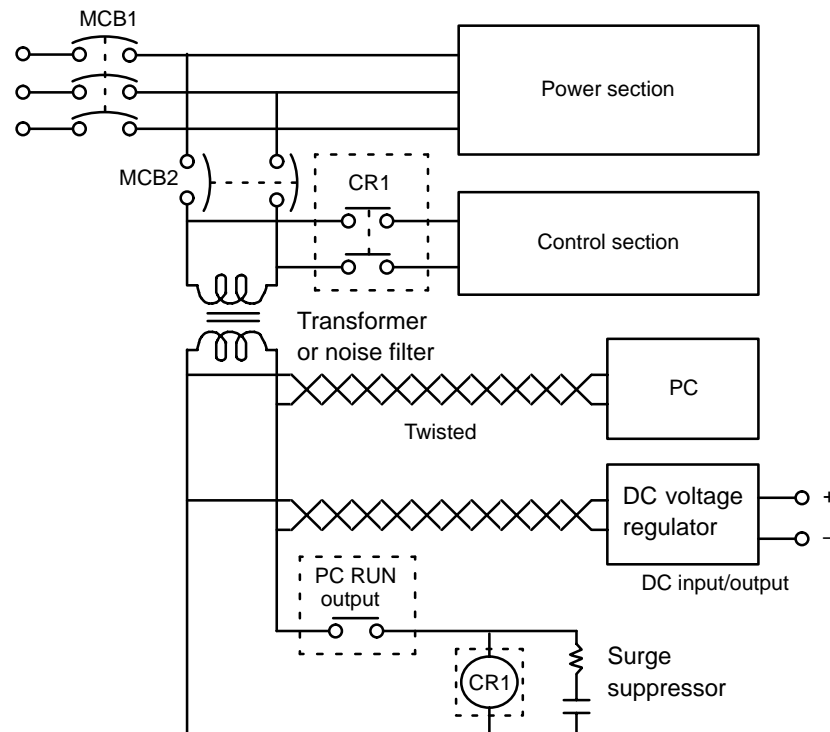 MCB1
Power section
MCB2
CR1
Control section
Transformer
or noise filter
PC
Twisted
DC voltage
regulator
+
−
DC input/output
PC RUN
output
CR1
Surge
suppressor